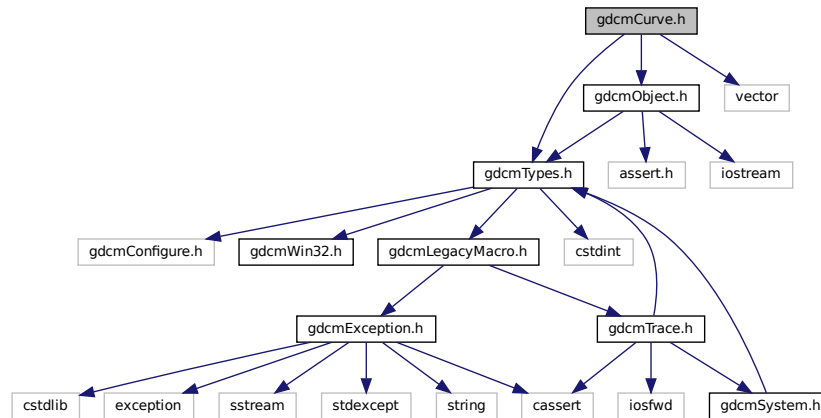 gdcmCurve.h
gdcmObject.h
vector
gdcmTypes.h
assert.h
iostream
gdcmConfigure.h
gdcmWin32.h
gdcmLegacyMacro.h
cstdint
gdcmException.h
gdcmTrace.h
cstdlib
exception
sstream
stdexcept
string
cassert
iosfwd
gdcmSystem.h